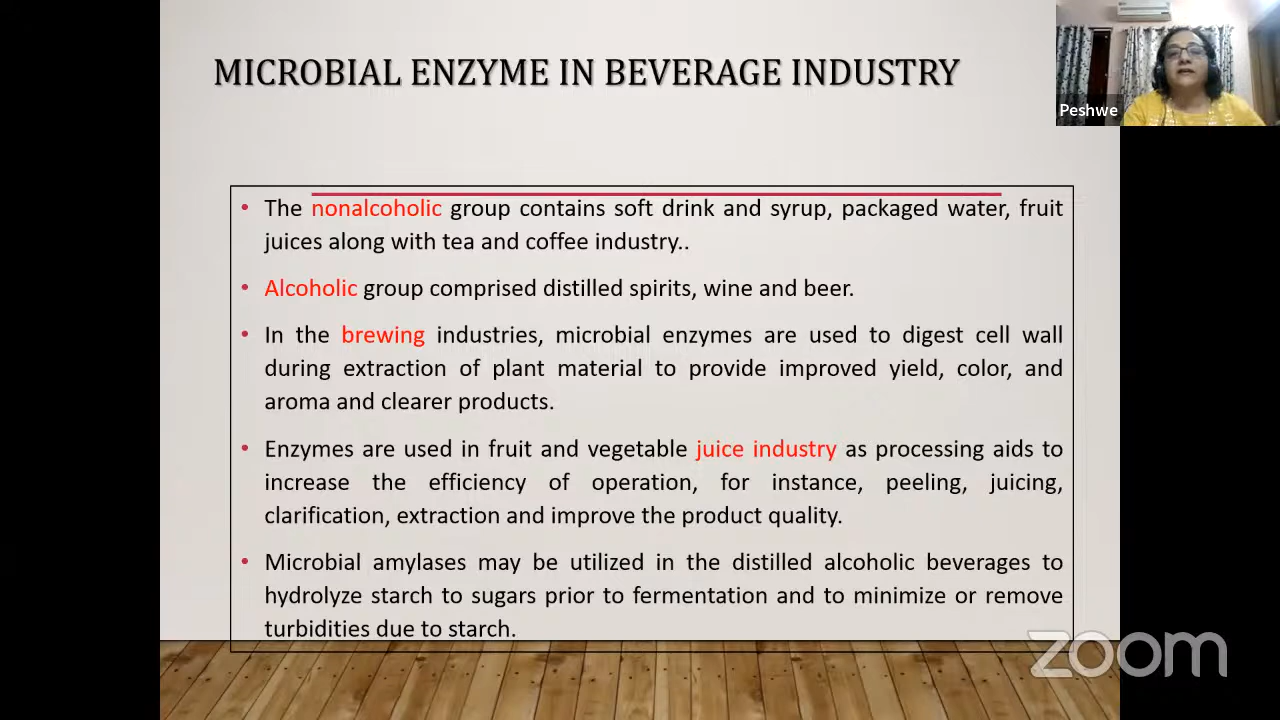 MICROBIAL ENZYME IN BEVERAGE INDUSTRY
Peshwe
• The nonalcoholic group contains soft drink and syrup, packaged water, fruit
juices along with tea and coffee industry..
• Alcoholic group comprised distilled spirits, wine and beer.
• In the brewing industries, microbial enzymes are used to digest cell wall
during extraction of plant material to provide improved yield, color, and
aroma and clearer products.
• Enzymes are used in fruit and vegetable juice industry as processing aids to
increase the efficiency of operation, for instance, peeling, juicing,
clarification, extraction and improve the product quality.
• Microbial amylases may be utilized in the distilled alcoholic beverages to
hydrolyze starch to sugars prior to fermentation and to minimize or remove
turbidities due to starch.
zoom